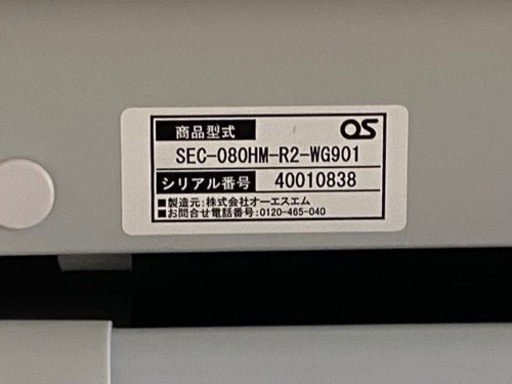 商品型式 OS
SEC-080HM-R2-WG901
シリアル番号 40010838
■製造元:株式会社オーエスエム
■お問合せ電話番号:0120-465-040